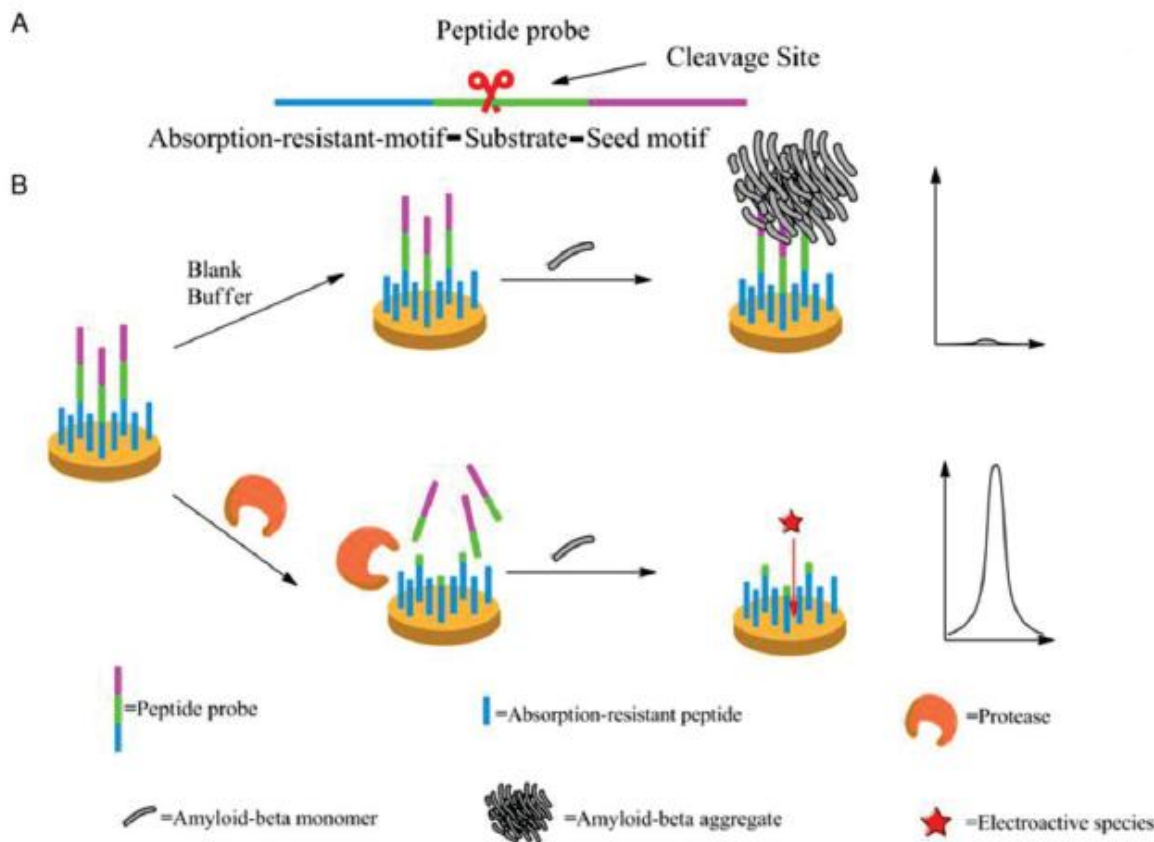 A
Peptide probe
Cleavage Site
Absorption-resistant-motif=Substrate=Seed motif
B
Blank
Buffer
=Peptide probe
=Absorption-resistant peptide
=Protease
=Amyloid-beta monomer
=Amyloid-beta aggregate
=Electroactive species